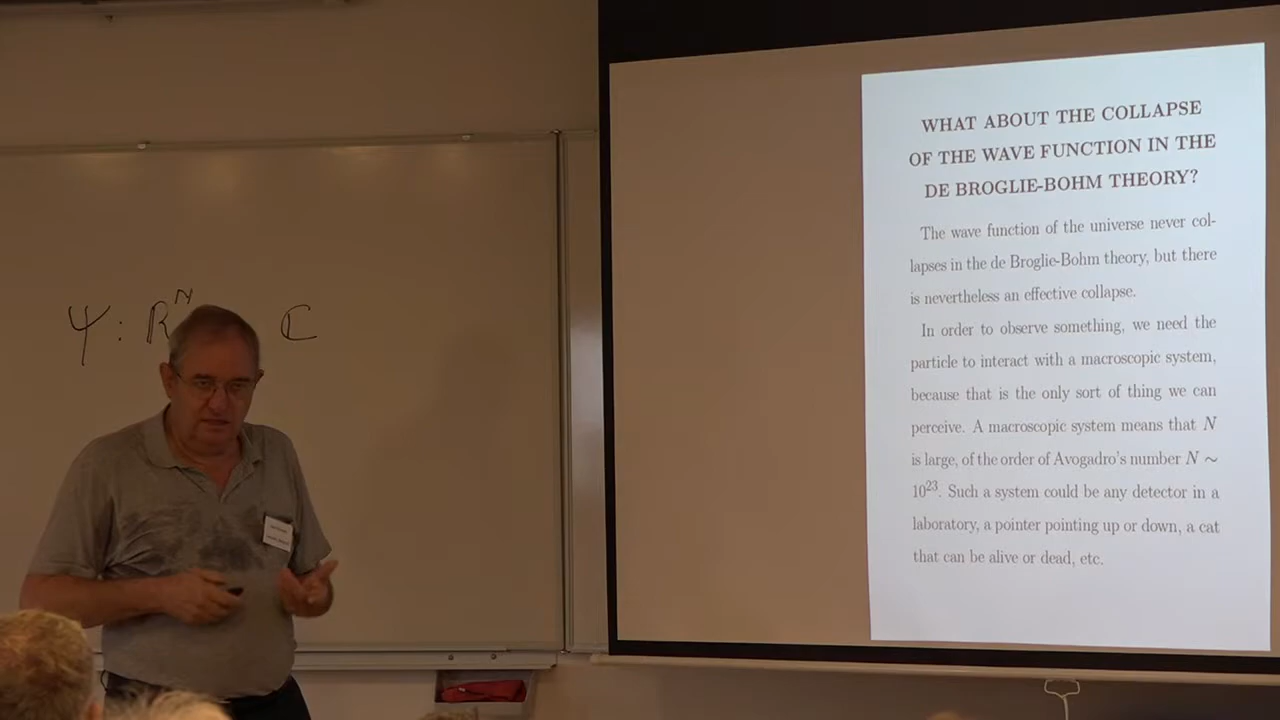 Ψ : ℝᴺ ℂ
WHAT ABOUT THE COLLAPSE
OF THE WAVE FUNCTION IN THE
DE BROGLIE-BOHM THEORY?
The wave function of the universe never col-
lapses in the de Broglie-Bohm theory, but there
is nevertheless an effective collapse.
In order to observe something, we need the
particle to interact with a macroscopic system,
because that is the only sort of thing we can
perceive. A macroscopic system means that N
is large, of the order of Avogadro's number N ∼
10²³. Such a system could be any detector in a
laboratory, a pointer pointing up or down, a cat
that can be alive or dead, etc.